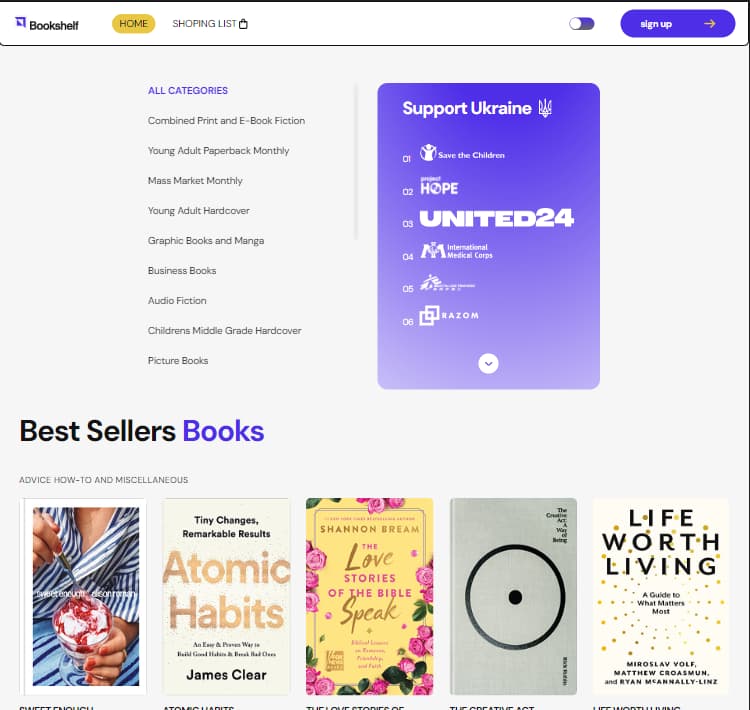 Bookshelf
HOME
SHOPING LIST
sign up
ALL CATEGORIES
Combined Print and E-Book Fiction
Young Adult Paperback Monthly
Mass Market Monthly
Young Adult Hardcover
Graphic Books and Manga
Business Books
Audio Fiction
Childrens Middle Grade Hardcover
Picture Books
Support Ukraine
01 Save the Children
02 project
HOPE
03 UNITED24
04 International
Medical Corps
05
06 RAZOM
Best Sellers Books
ADVICE HOW-TO AND MISCELLANEOUS
sweet enough alison roman
Tiny Changes,
Remarkable Results
Atomic
Habits
An Easy & Proven Way to
Build Good Habits & Break Bad Ones
James Clear
#1 NEW YORK TIMES BESTSELLING AUTHOR
SHANNON BREAM
THE
Love
STORIES
OF THE BIBLE
Speak
Biblical Lessons
on Romance,
Friendship,
and Faith
The
Creative
Act:
A Way
of
Being
Rick Rubin
LIFE
WORTH
LIVING
A Guide to
What Matters
Most
MIROSLAV VOLF,
MATTHEW CROASMUN,
and RYAN McANNALLY-LINZ
SWEET ENOUGH
ATOMIC HABITS
THE LOVE STORIES OF
THE CREATIVE ACT
LIFE WORTH LIVING